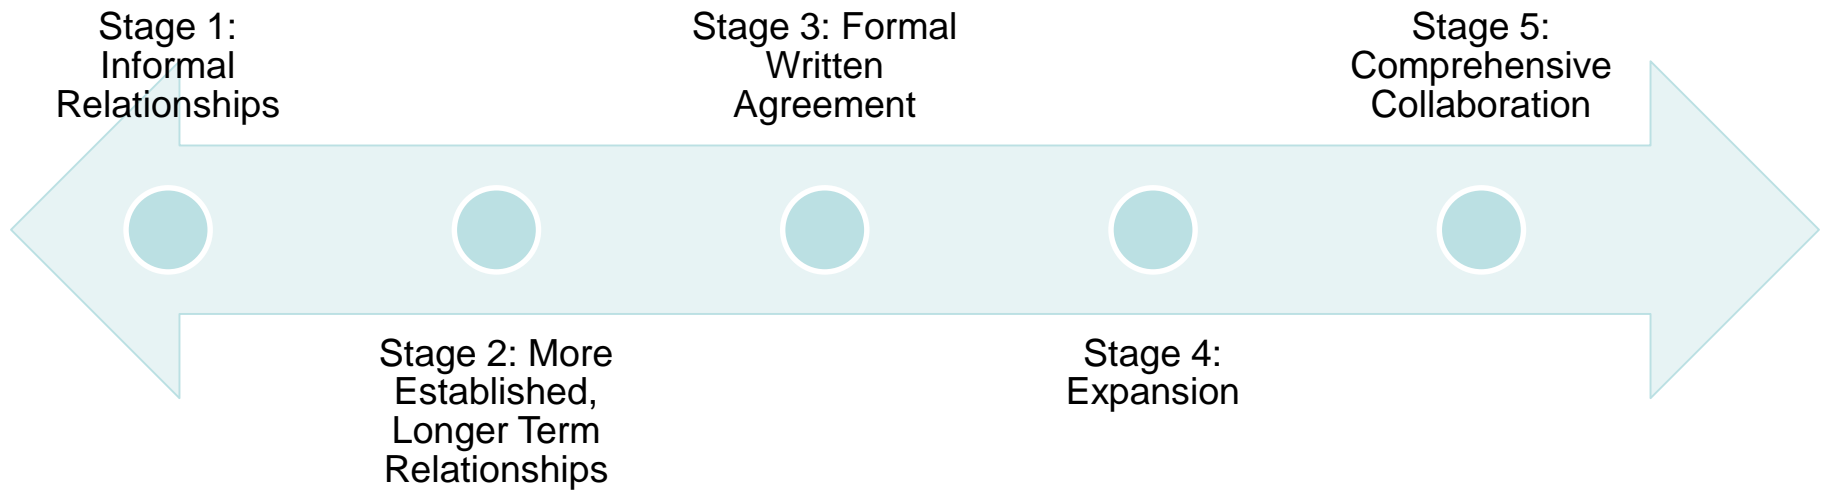 Stage 1:
Informal
Relationships
Stage 2: More
Established,
Longer Term
Relationships
Stage 3: Formal
Written
Agreement
Stage 4:
Expansion
Stage 5:
Comprehensive
Collaboration